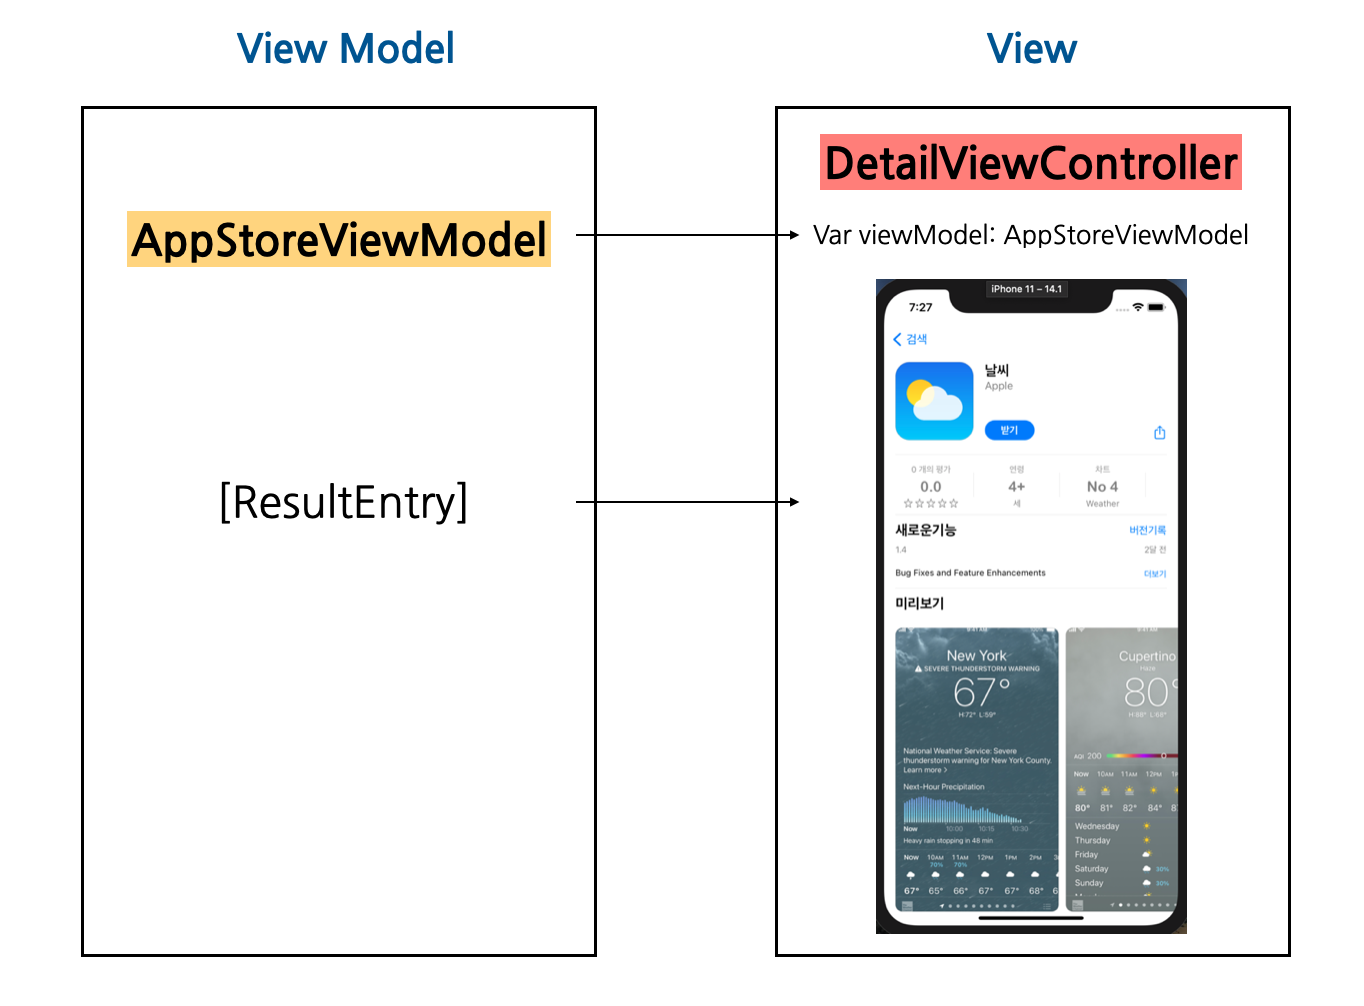 View Model
View
AppStoreViewModel
[ResultEntry]
DetailViewController
Var viewModel: AppStoreViewModel
iPhone 11 – 14.1
7:27
검색
날씨
Apple
받기
0 개의 평가
연령
차트
0.0
4+
No 4
☆☆☆☆☆
세
Weather
새로운기능
버전기록
1.4
2달 전
Bug Fixes and Feature Enhancements
더보기
미리보기
New York
SEVERE THUNDERSTORM WARNING
67°
H:72° L:59°
National Weather Service: Severe
thunderstorm warning for New York County.
Learn more >
Next-Hour Precipitation
Now 10:00 10:15 10:30
Heavy rain stopping in 48 min
Now 10AM 11AM 12PM 1PM 2PM
70% 70%
67° 65° 66° 67° 67° 68°
Cupertino
Haze
80°
H:88° L:68°
AQI 200
Now 10AM 11AM 12PM
80° 81° 82° 84°
Wednesday
Thursday
Friday
Saturday 30%
Sunday 30%